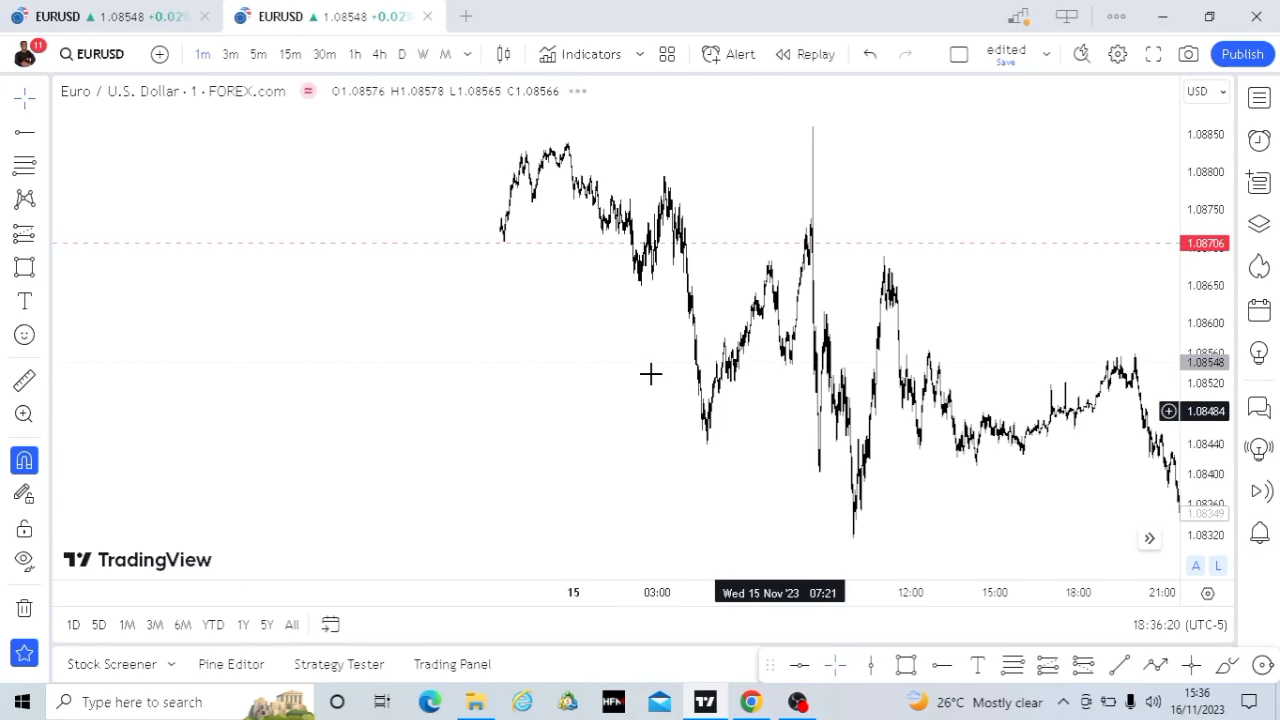 EURUSD ▲ 1.08548 +0.02%
EURUSD ▲ 1.08548 +0.02%
11
EURUSD
1m 3m 5m 15m 30m 1h 4h D W M
Indicators
Alert
Replay
edited
Save
Publish
Euro / U.S. Dollar · 1 · FOREX.com
O1.08576 H1.08578 L1.08565 C1.08566
USD
1.08850
1.08800
1.08750
1.08706
1.08650
1.08600
1.08560
1.08548
1.08520
1.08484
1.08440
1.08400
1.08360
1.08349
1.08320
TradingView
A L
15 03:00 Wed 15 Nov '23 07:21 12:00 15:00 18:00 21:00
1D 5D 1M 3M 6M YTD 1Y 5Y All
18:36:20 (UTC-5)
Stock Screener Pine Editor Strategy Tester Trading Panel
Type here to search
HFM
26°C Mostly clear
15:36
16/11/2023